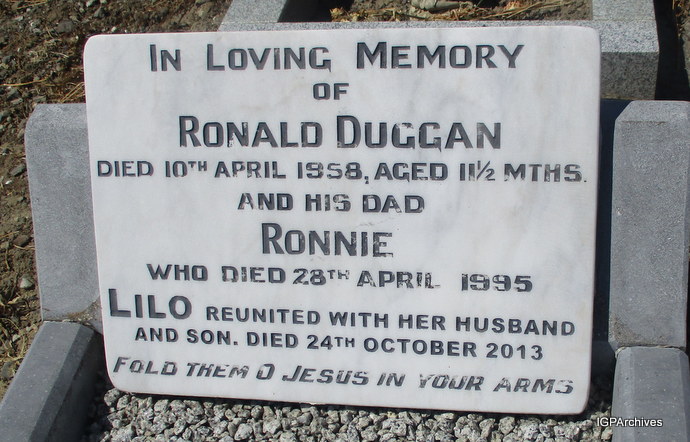 IN LOVING MEMORY
OF
RONALD DUGGAN
DIED 10TH APRIL 1958, AGED 11½ MTHS.
AND HIS DAD
RONNIE
WHO DIED 28TH APRIL 1995
LILO REUNITED WITH HER HUSBAND
AND SON. DIED 24TH OCTOBER 2013
FOLD THEM O JESUS IN YOUR ARMS
IGPArchives